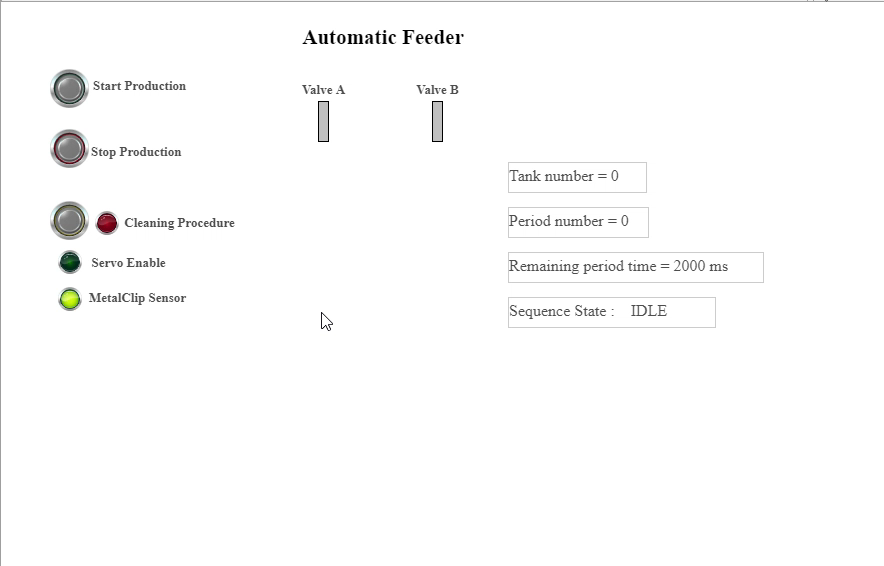 Automatic Feeder
Start Production
Valve A
Valve B
Stop Production
Tank number = 0
Cleaning Procedure
Period number = 0
Servo Enable
Remaining period time = 2000 ms
MetalClip Sensor
Sequence State : IDLE